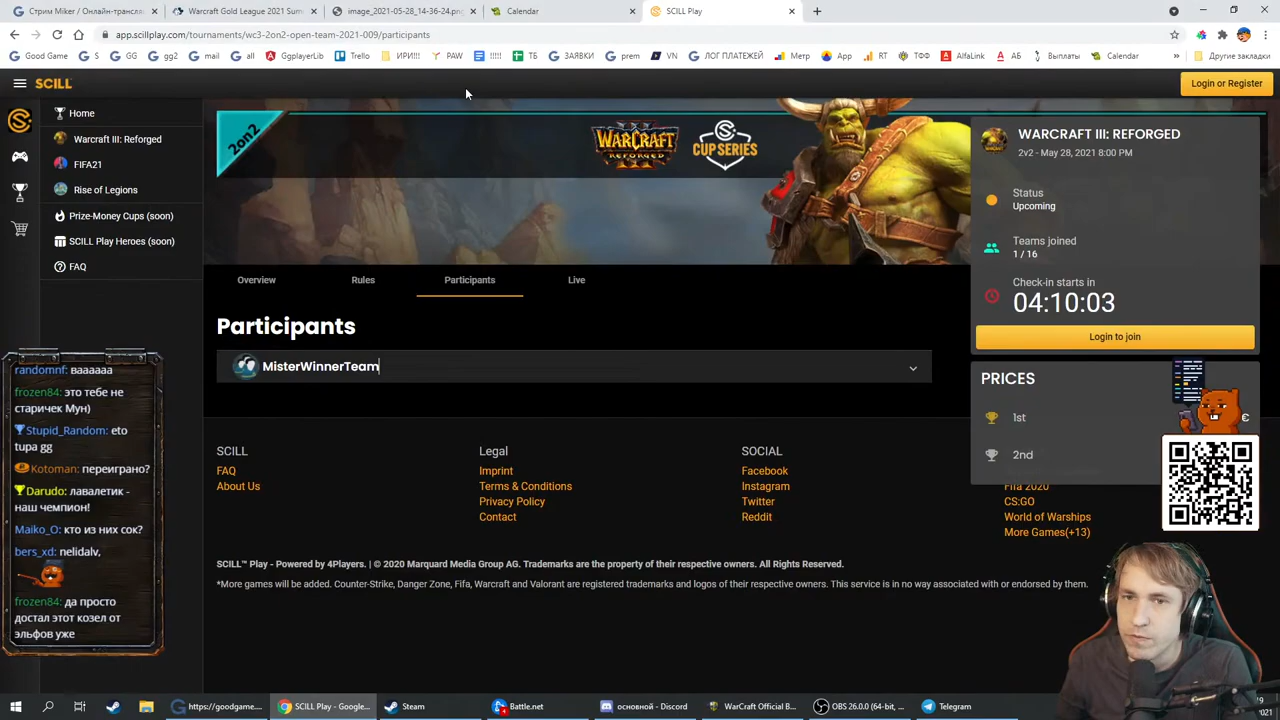 Стрим Miker / Онлайн-трансля
Warcraft Gold League 2021 Sum
image_2021-05-28_14-36-24.png
Calendar
SCILL Play
app.scillplay.com/tournaments/wc3-2on2-open-team-2021-009/participants
Good Game
S
GG
gg2
mail
all
GgplayerLib
Trello
ИРИ!!!
PAW
!!!!
ТБ
ЗАЯВКИ
prem
VN
ЛОГ ПЛАТЕЖЕЙ
Метр
App
RT
ТФФ
AlfaLink
АБ
Выплаты
Calendar
»
Другие закладки
SCILL
Login or Register
Home
Warcraft III: Reforged
FIFA21
Rise of Legions
Prize-Money Cups (soon)
SCILL Play Heroes (soon)
FAQ
2on2
WARCRAFT
III
REFORGED
CUP SERIES
WARCRAFT III: REFORGED
2v2 - May 28, 2021 8:00 PM
Status
Upcoming
Teams joined
1 / 16
Check-in starts in
04:10:03
Login to join
Overview
Rules
Participants
Live
Participants
MisterWinnerTeam
PRICES
1st
€
2nd
randomnf: ваааааа
frozen84: это тебе не
старичек Мун)
Stupid_Random: eto
tupa gg
Kotoman: переиграно?
Darudo: лавалетик -
наш чемпион!
Maiko_O: кто из них сок?
bers_xd: nelidalv,
frozen84: да просто
достал этот козел от
эльфов уже
SCILL
FAQ
About Us
Legal
Imprint
Terms & Conditions
Privacy Policy
Contact
SOCIAL
Facebook
Instagram
Twitter
Reddit
Fifa 2020
CS:GO
World of Warships
More Games(+13)
SCILL™ Play - Powered by 4Players. | © 2020 Marquard Media Group AG. Trademarks are the property of their respective owners. All Rights Reserved.
*More games will be added. Counter-Strike, Danger Zone, Fifa, Warcraft and Valorant are registered trademarks and logos of their respective owners. This service is in no way associated with or endorsed by them.
https://goodgame....
SCILL Play - Google...
Steam
Battle.net
основной - Discord
WarCraft Official B...
OBS 26.0.0 (64-bit, ...
Telegram